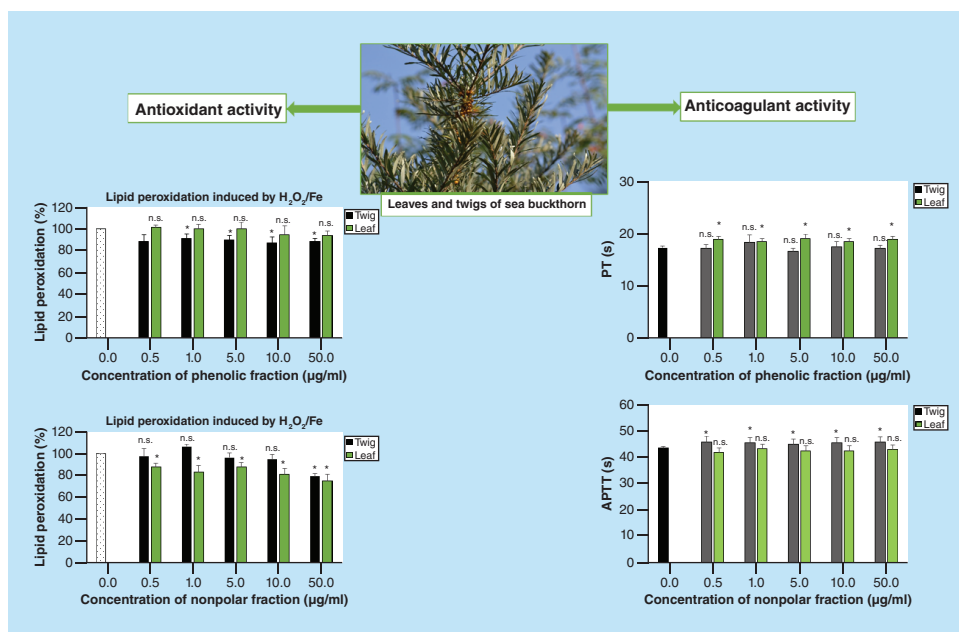 Antioxidant activity
Anticoagulant activity
Leaves and twigs of sea buckthorn
Lipid peroxidation induced by H₂O₂/Fe
Lipid peroxidation (%)
120
100
80
60
40
20
0
n.s. n.s. n.s. n.s. n.s.
* * * *
Twig
Leaf
0.0 0.5 1.0 5.0 10.0 50.0
Concentration of phenolic fraction (µg/ml)
PT (s)
30
20
10
0
n.s. * n.s. * n.s. * n.s. * n.s. *
Twig
Leaf
0.0 0.5 1.0 5.0 10.0 50.0
Concentration of phenolic fraction (µg/ml)
Lipid peroxidation induced by H₂O₂/Fe
Lipid peroxidation (%)
120
100
80
60
40
20
0
n.s. * n.s. * n.s. * n.s. * * *
Twig
Leaf
0.0 0.5 1.0 5.0 10.0 50.0
Concentration of nonpolar fraction (µg/ml)
APTT (s)
60
50
40
30
20
10
0
* n.s. * n.s. * n.s. * n.s. * n.s.
Twig
Leaf
0.0 0.5 1.0 5.0 10.0 50.0
Concentration of nonpolar fraction (µg/ml)